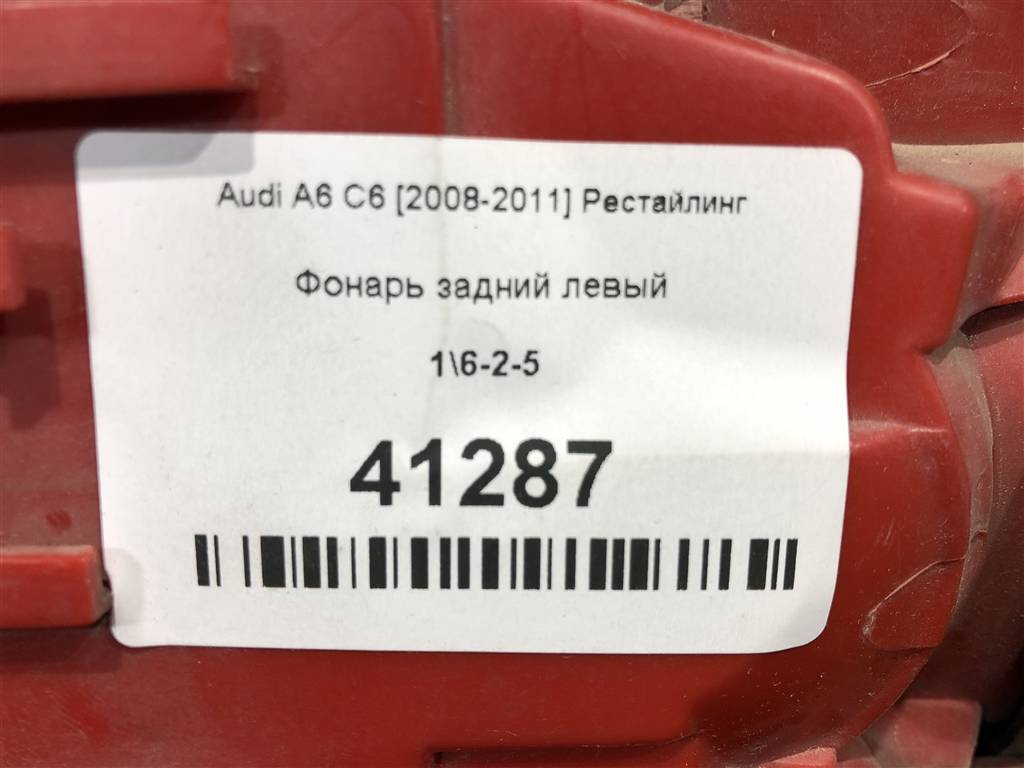 Audi A6 C6 [2008-2011] Рестайлинг
Фонарь задний левый
1\6-2-5
41287